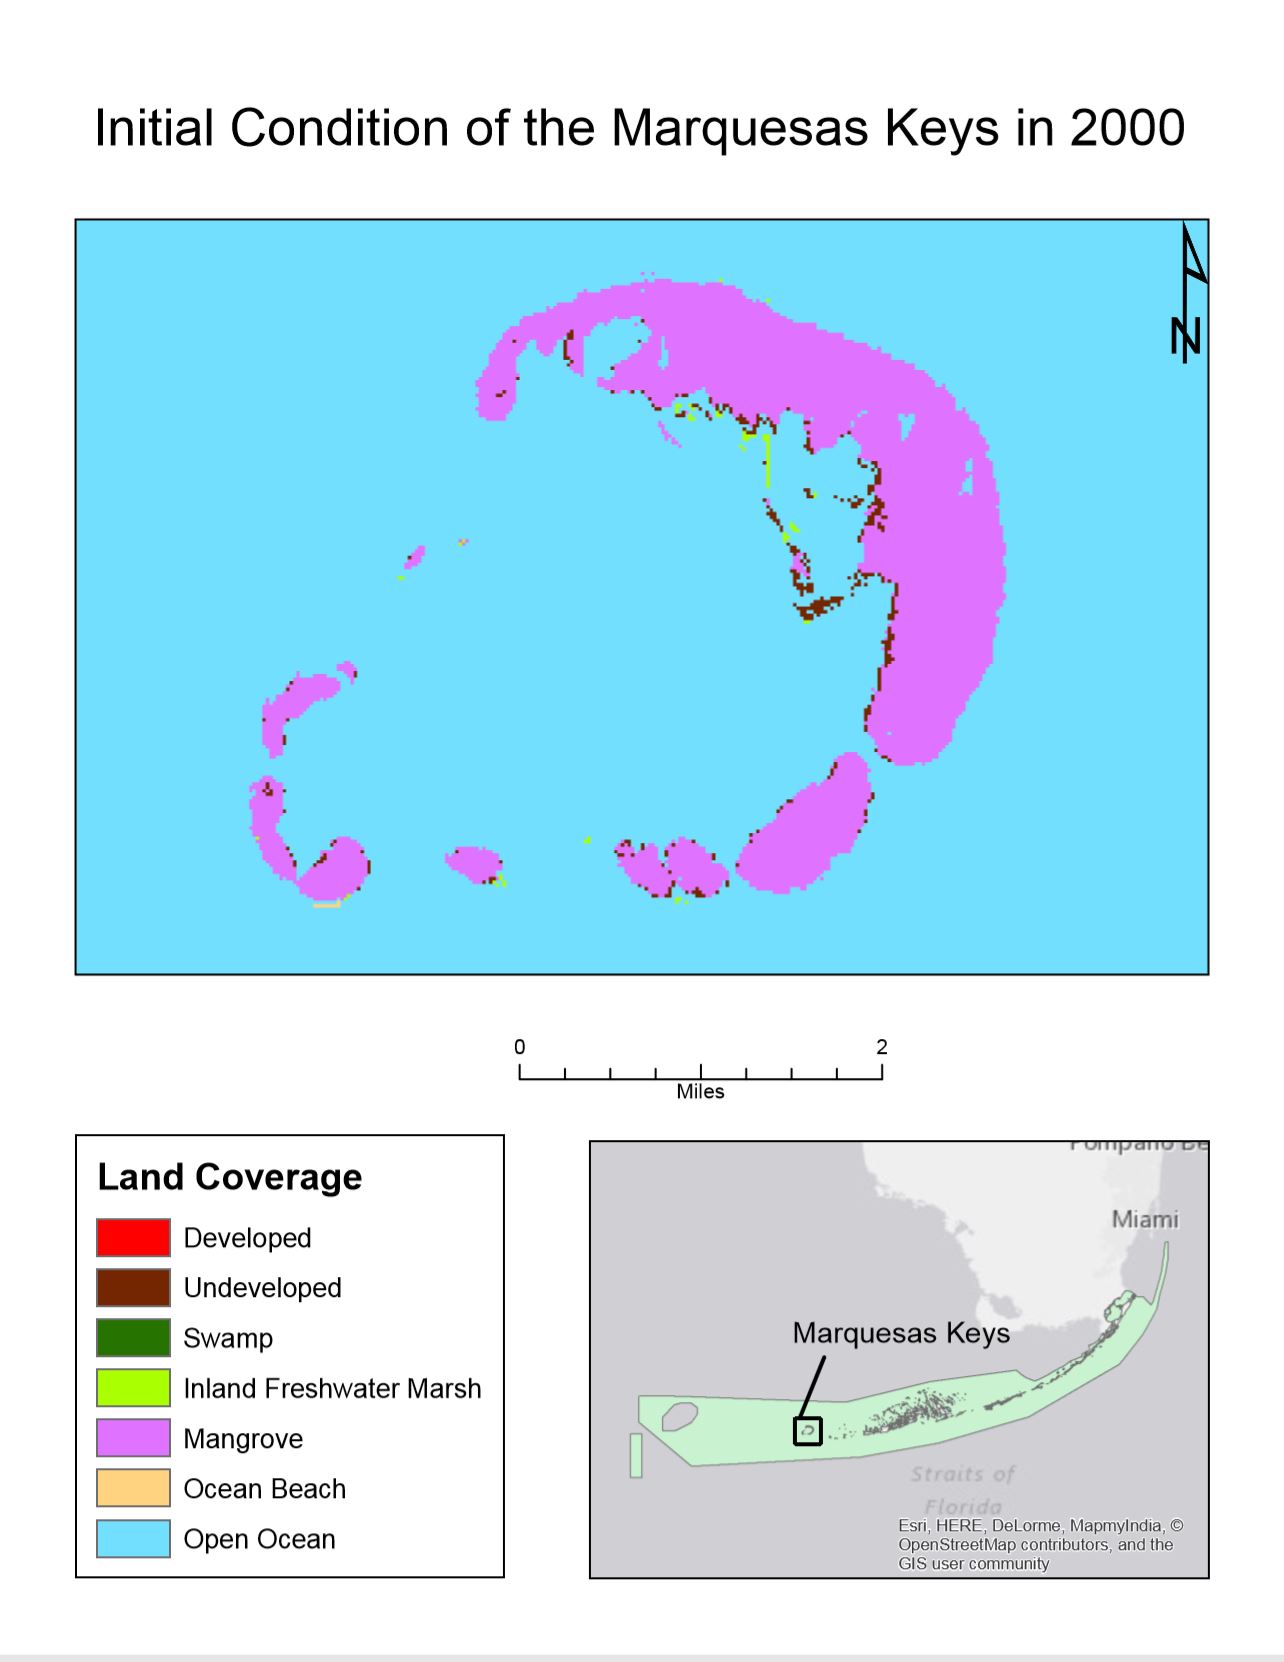 Initial Condition of the Marquesas Keys in 2000
N
0 2
Miles
Land Coverage
Developed
Undeveloped
Swamp
Inland Freshwater Marsh
Mangrove
Ocean Beach
Open Ocean
Pompano Be
Miami
Marquesas Keys
Straits of
Florida
Esri, HERE, DeLorme, MapmyIndia, ©
OpenStreetMap contributors, and the
GIS user community